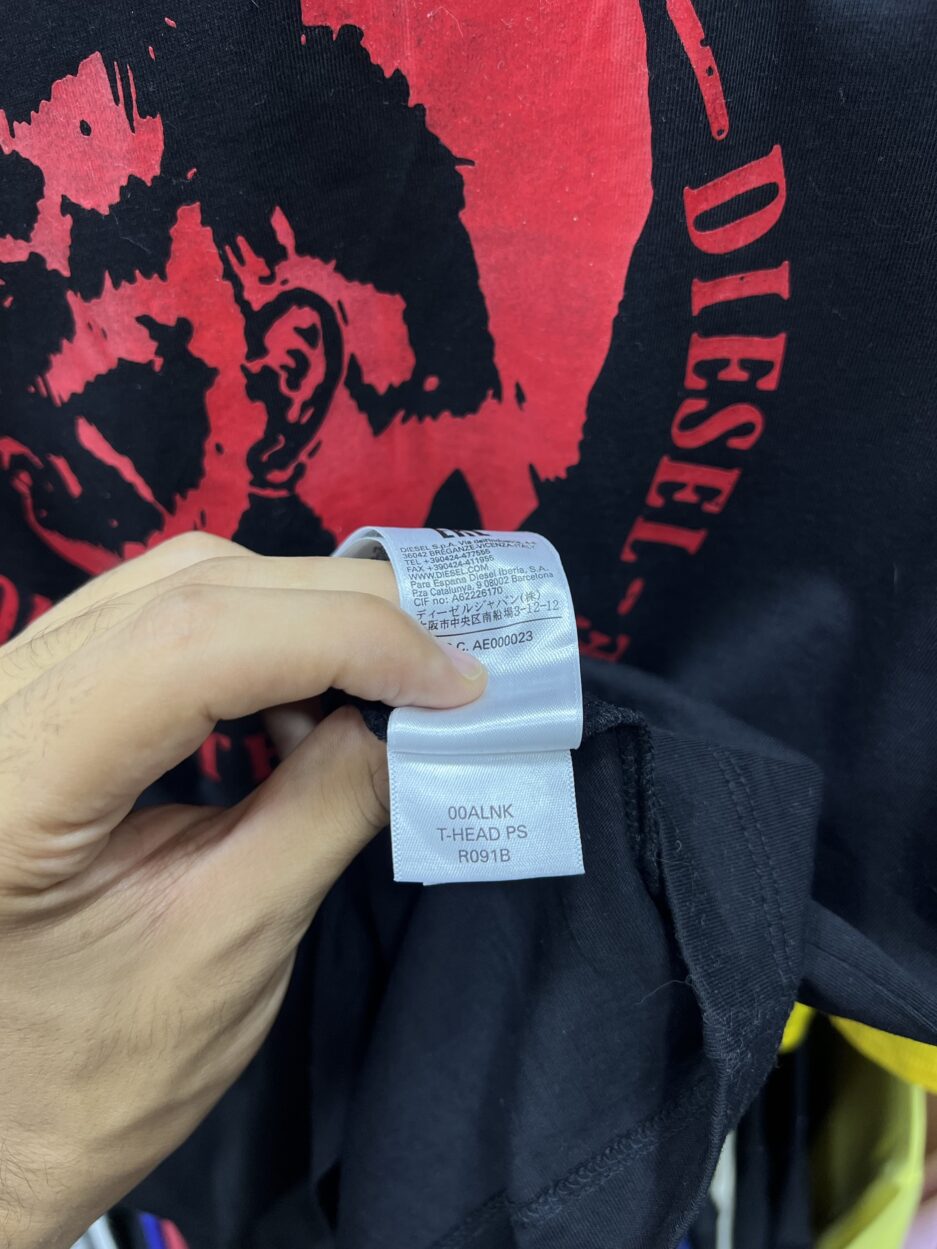 DIESEL
DIESEL S.p.A. Via dell'Industria
36042 BREGANZE-VICENZA-ITALY
TEL +390424-477555
FAX +390424-411955
WWW.DIESEL.COM
Para Espana Diesel Iberia, S.A.
Pza Catalunya, 9 08002 Barcelona
CIF no: A62226170
ディーゼルジャパン(株)
大阪市中央区南船場3-12-12
C. AE000023
00ALNK
T-HEAD PS
R091B